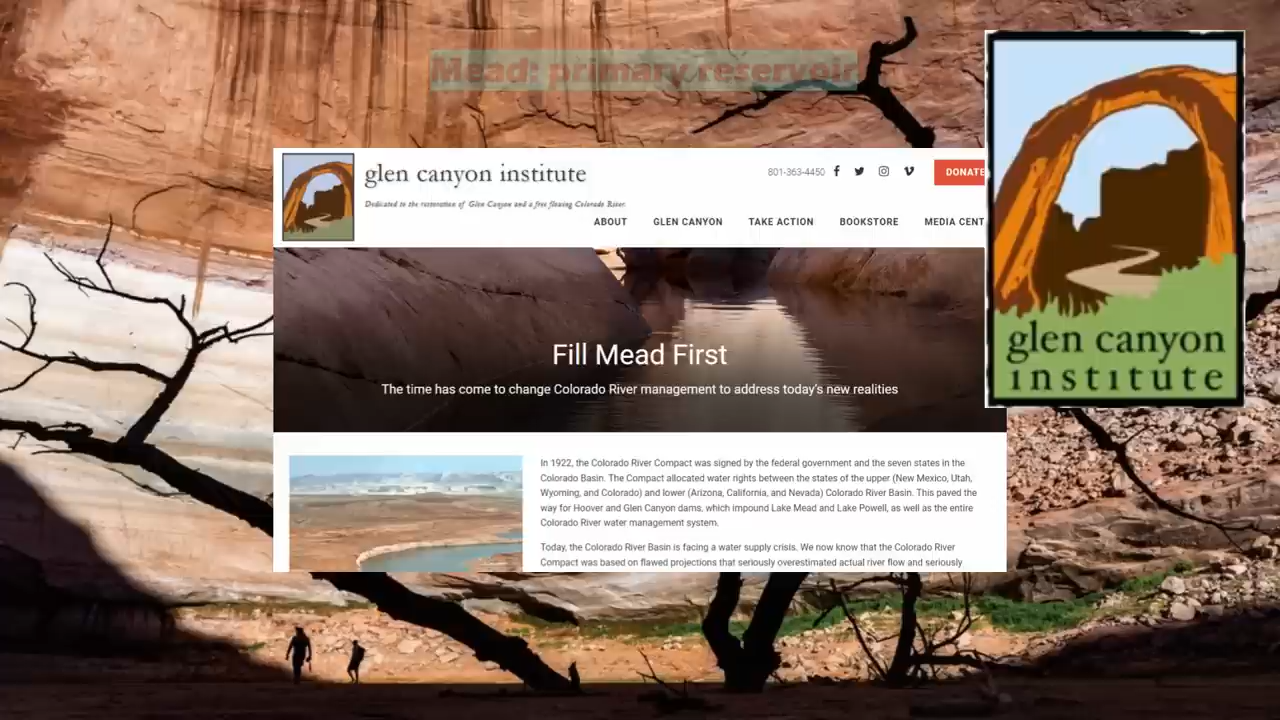 Mead: primary reservoir
glen canyon institute
Dedicated to the restoration of Glen Canyon and a free flowing Colorado River.
801-363-4450
DONATE
ABOUT GLEN CANYON TAKE ACTION BOOKSTORE MEDIA CENT
Fill Mead First
The time has come to change Colorado River management to address today's new realities
In 1922, the Colorado River Compact was signed by the federal government and the seven states in the
Colorado Basin. The Compact allocated water rights between the states of the upper (New Mexico, Utah,
Wyoming, and Colorado) and lower (Arizona, California, and Nevada) Colorado River Basin. This paved the
way for Hoover and Glen Canyon dams, which impound Lake Mead and Lake Powell, as well as the entire
Colorado River water management system.
Today, the Colorado River Basin is facing a water supply crisis. We now know that the Colorado River
Compact was based on flawed projections that seriously overestimated actual river flow and seriously
glen canyon
institute